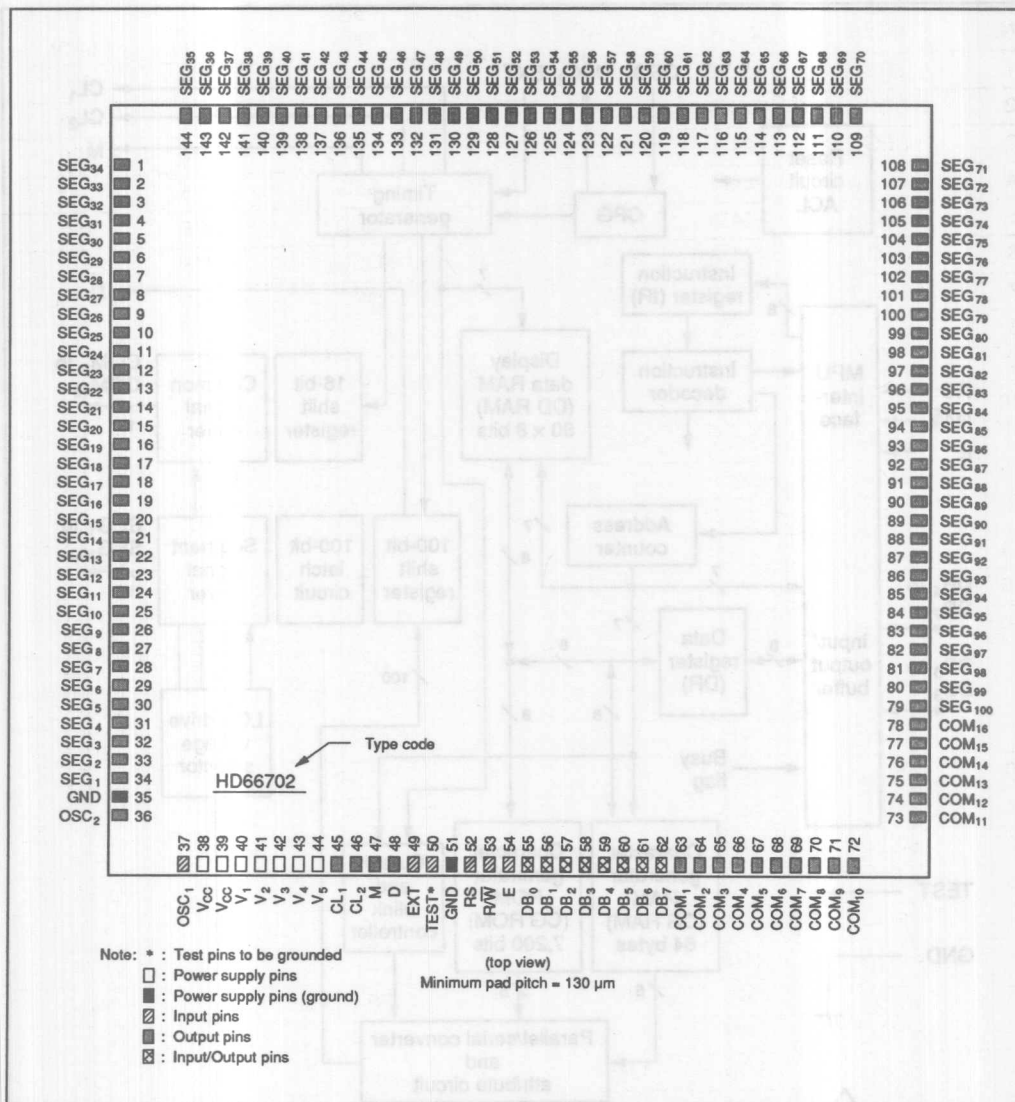 SEG35 SEG36 SEG37 SEG38 SEG39 SEG40 SEG41 SEG42 SEG43 SEG44 SEG45 SEG46 SEG47 SEG48 SEG49 SEG50 SEG51 SEG52 SEG53 SEG54 SEG55 SEG56 SEG57 SEG58 SEG59 SEG60 SEG61 SEG62 SEG63 SEG64 SEG65 SEG66 SEG67 SEG68 SEG69 SEG70
144 143 142 141 140 139 138 137 136 135 134 133 132 131 130 129 128 127 126 125 124 123 122 121 120 119 118 117 116 115 114 113 112 111 110 109
SEG34 1 108 SEG71
SEG33 2 107 SEG72
SEG32 3 106 SEG73
SEG31 4 105 SEG74
SEG30 5 104 SEG75
SEG29 6 103 SEG76
SEG28 7 102 SEG77
SEG27 8 101 SEG78
SEG26 9 100 SEG79
SEG25 10 99 SEG80
SEG24 11 98 SEG81
SEG23 12 97 SEG82
SEG22 13 96 SEG83
SEG21 14 95 SEG84
SEG20 15 94 SEG85
SEG19 16 93 SEG86
SEG18 17 92 SEG87
SEG17 18 91 SEG88
SEG16 19 90 SEG89
SEG15 20 89 SEG90
SEG14 21 88 SEG91
SEG13 22 87 SEG92
SEG12 23 86 SEG93
SEG11 24 85 SEG94
SEG10 25 84 SEG95
SEG9 26 83 SEG96
SEG8 27 82 SEG97
SEG7 28 81 SEG98
SEG6 29 80 SEG99
SEG5 30 79 SEG100
SEG4 31 78 COM16
SEG3 32 77 COM15
SEG2 33 76 COM14
SEG1 34 75 COM13
GND 35 74 COM12
OSC2 36 73 COM11
Type code
HD66702
37 38 39 40 41 42 43 44 45 46 47 48 49 50 51 52 53 54 55 56 57 58 59 60 61 62 63 64 65 66 67 68 69 70 71 72
OSC1 VCC VCC V1 V2 V3 V4 V5 CL1 CL2 M D EXT TEST* GND RS R/W E DB0 DB1 DB2 DB3 DB4 DB5 DB6 DB7 COM1 COM2 COM3 COM4 COM5 COM6 COM7 COM8 COM9 COM10
(top view)
Minimum pad pitch = 130 µm
Note: * : Test pins to be grounded
: Power supply pins
: Power supply pins (ground)
: Input pins
: Output pins
: Input/Output pins